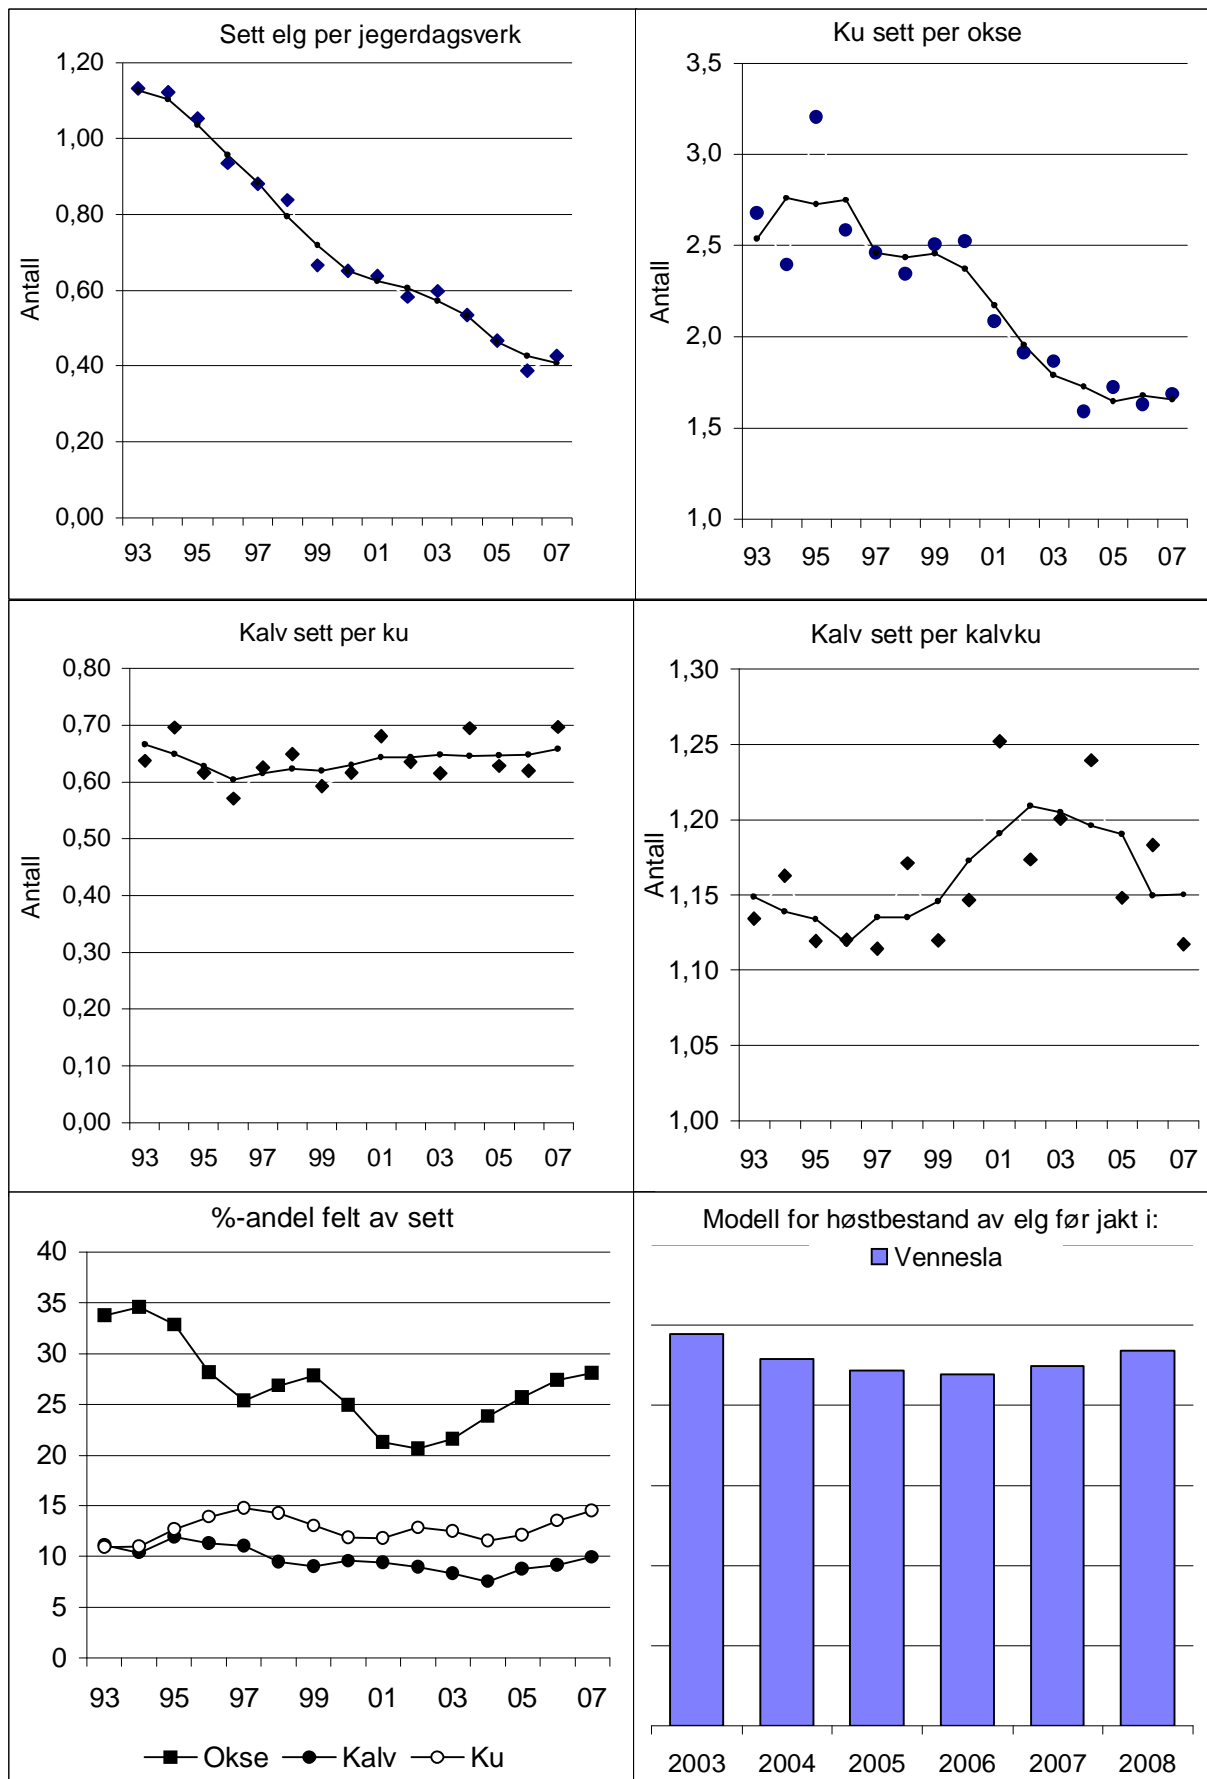 Sett elg per jegerdagsverk
1,20
1,00
0,80
0,60
0,40
0,20
0,00
Antall
93 95 97 99 01 03 05 07
Ku sett per okse
3,5
3,0
2,5
2,0
1,5
1,0
Antall
93 95 97 99 01 03 05 07
Kalv sett per ku
0,80
0,70
0,60
0,50
0,40
0,30
0,20
0,10
0,00
Antall
93 95 97 99 01 03 05 07
Kalv sett per kalvku
1,30
1,25
1,20
1,15
1,10
1,05
1,00
Antall
93 95 97 99 01 03 05 07
%-andel felt av sett
40
35
30
25
20
15
10
5
0
93 95 97 99 01 03 05 07
Okse Kalv Ku
Modell for høstbestand av elg før jakt i:
Vennesla
2003 2004 2005 2006 2007 2008